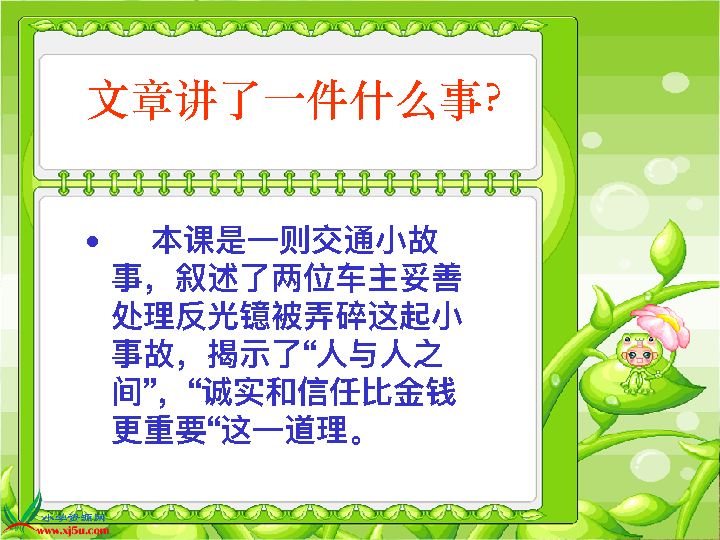 文章讲了一件什么事?
• 本课是一则交通小故
事，叙述了两位车主妥善
处理反光镜被弄碎这起小
事故，揭示了“人与人之
间”，“诚实和信任比金钱
更重要“这一道理。
小学资源网
www.xj5u.com